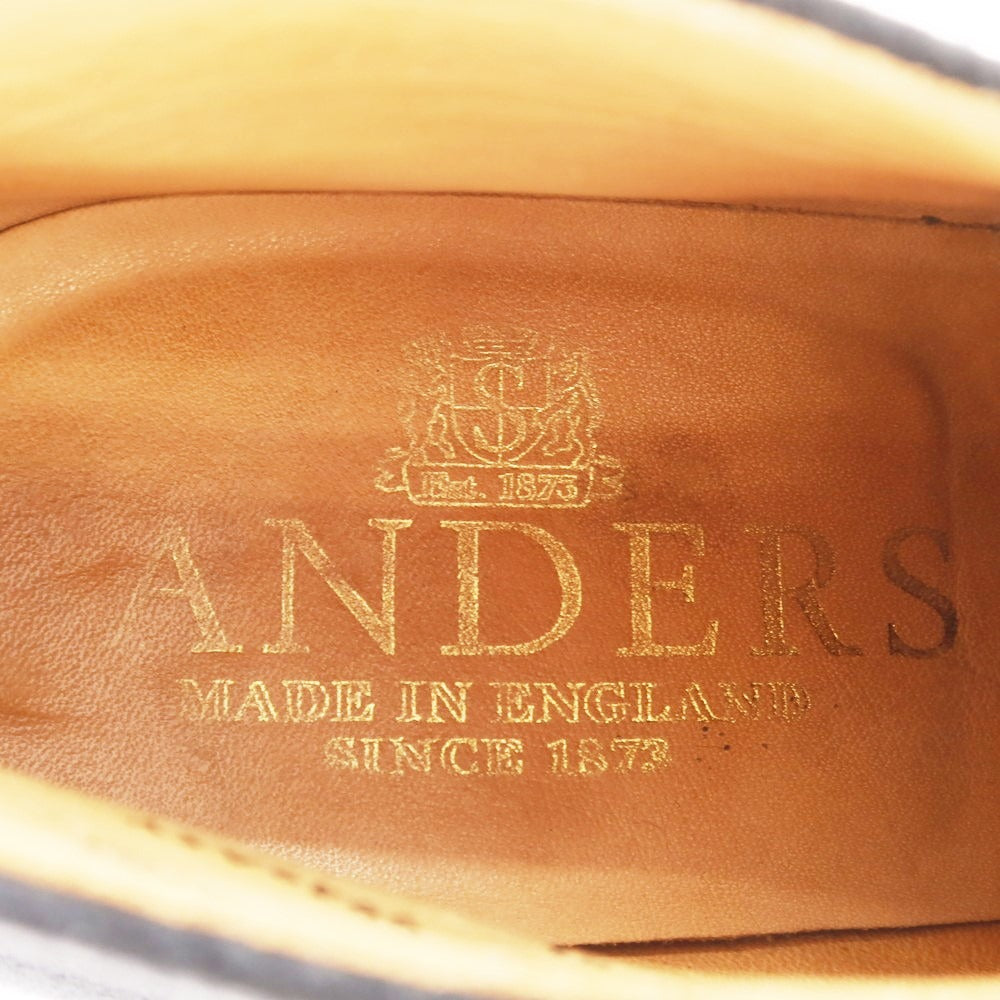 Est. 1873
ANDERS
MADE IN ENGLAND
SINCE 1873